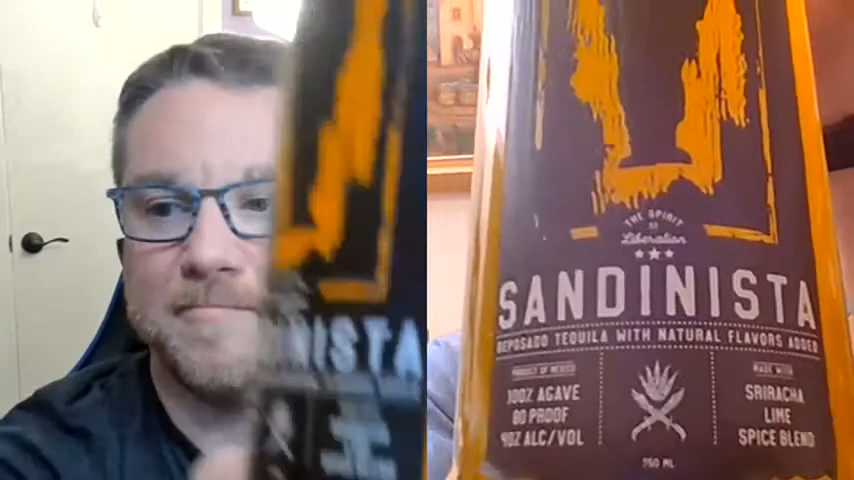 NISTA
THE SPIRIT
OF
Liberation
SANDINISTA
REPOSADO TEQUILA WITH NATURAL FLAVORS ADDED
PRODUCT OF MEXICO
100% AGAVE
80 PROOF
40% ALC/VOL
MADE WITH
SRIRACHA
LIME
SPICE BLEND
750 ML